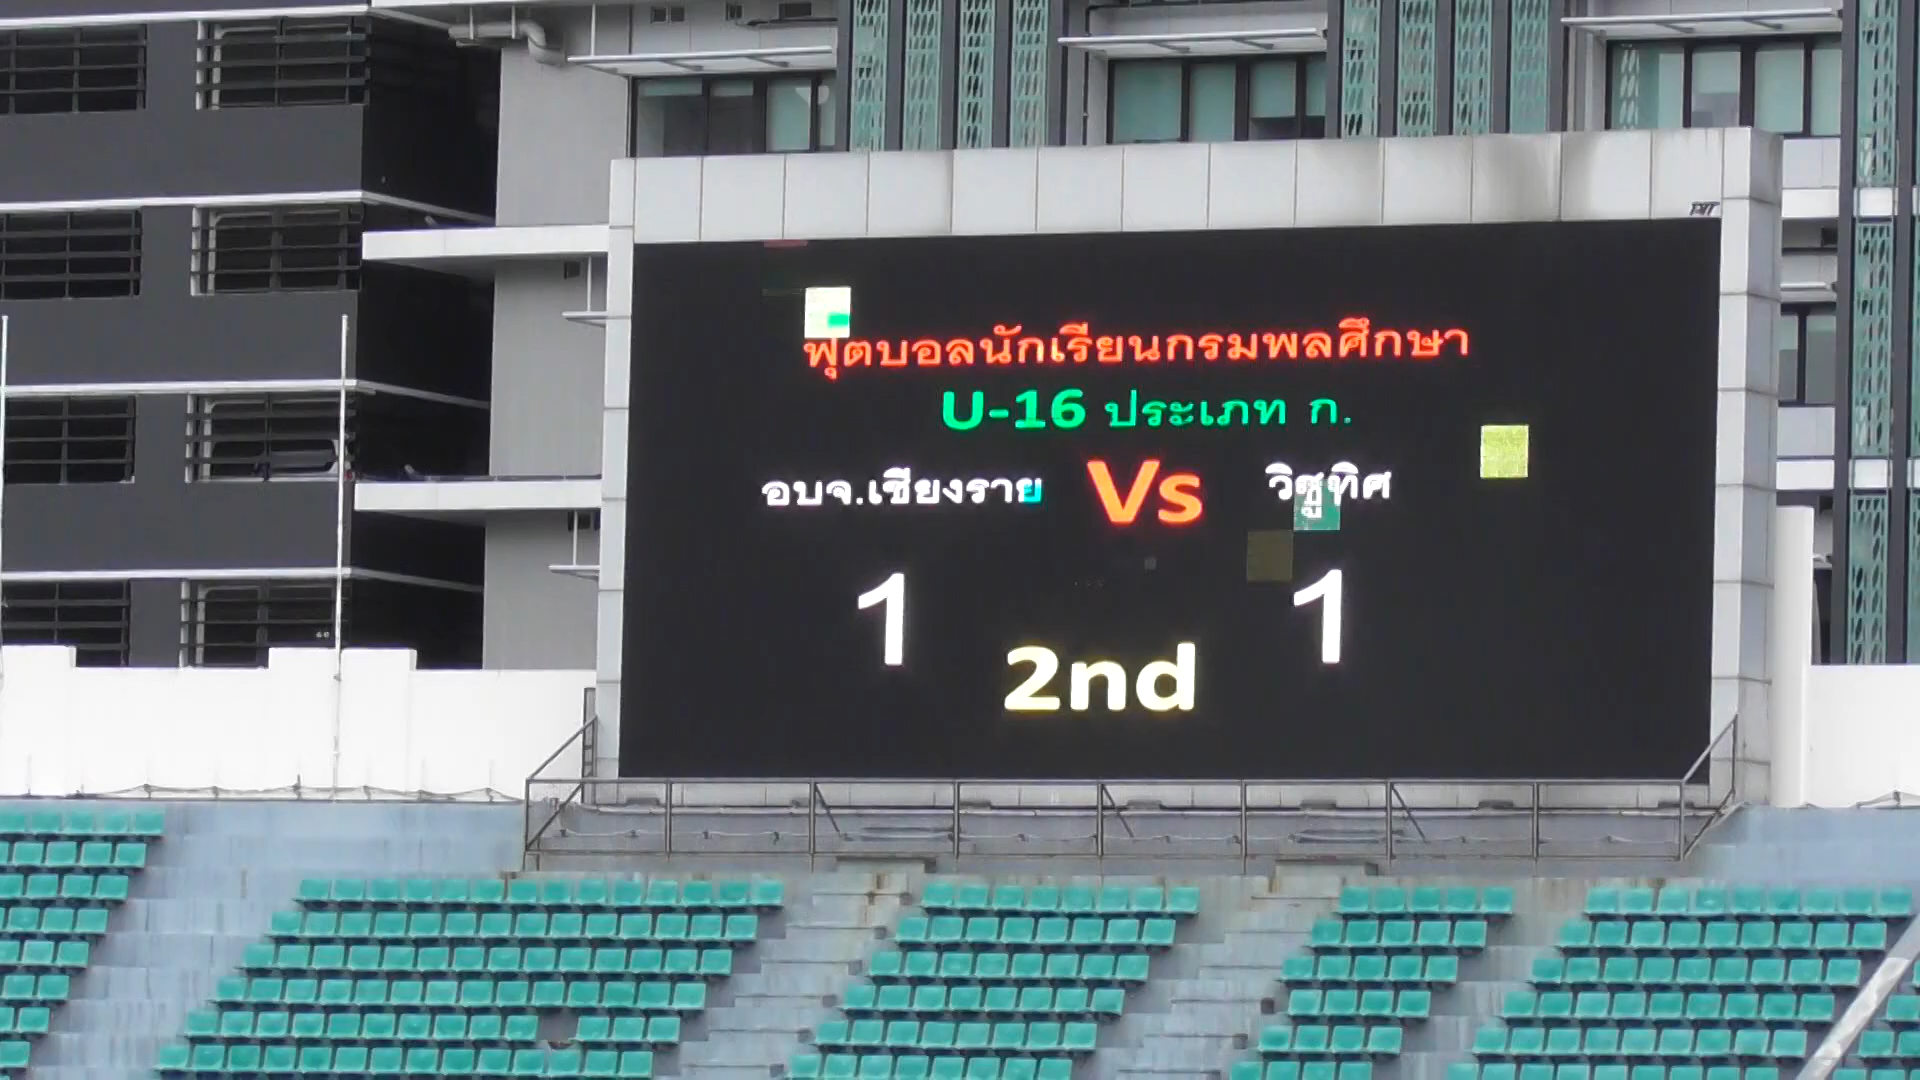 ฟุตบอลนักเรียนกรมพลศึกษา
U-16 ประเภท ก.
อบจ.เชียงราย Vs วิชูทิศ
1 1
2nd